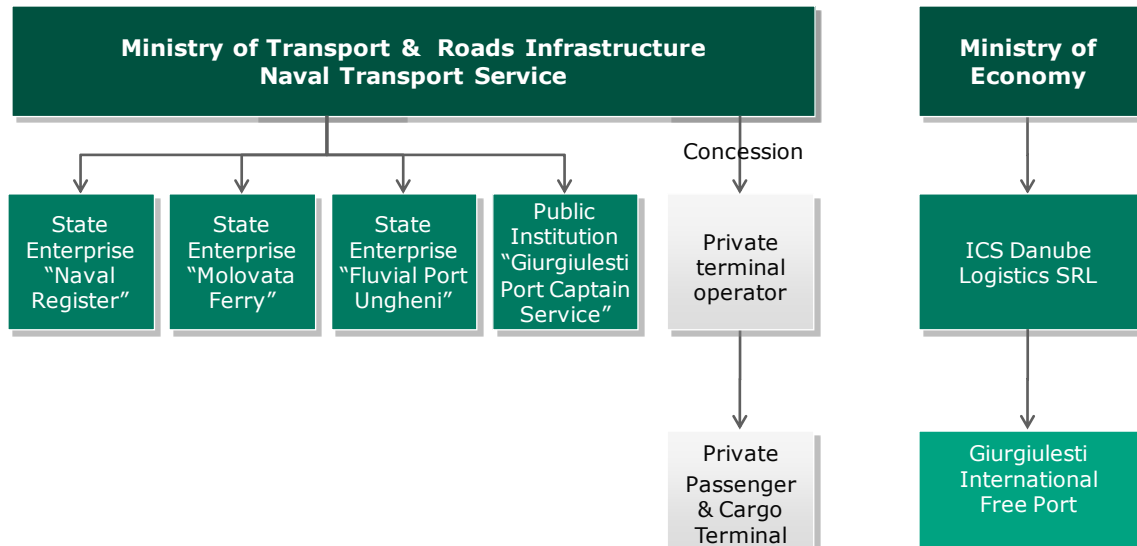 Ministry of Transport & Roads Infrastructure
Naval Transport Service
Ministry of
Economy
Concession
State
Enterprise
“Naval
Register”
State
Enterprise
“Molovata
Ferry”
State
Enterprise
“Fluvial Port
Ungheni”
Public
Institution
“Giurgiulesti
Port Captain
Service”
Private
terminal
operator
ICS Danube
Logistics SRL
Private
Passenger
& Cargo
Terminal
Giurgiulesti
International
Free Port